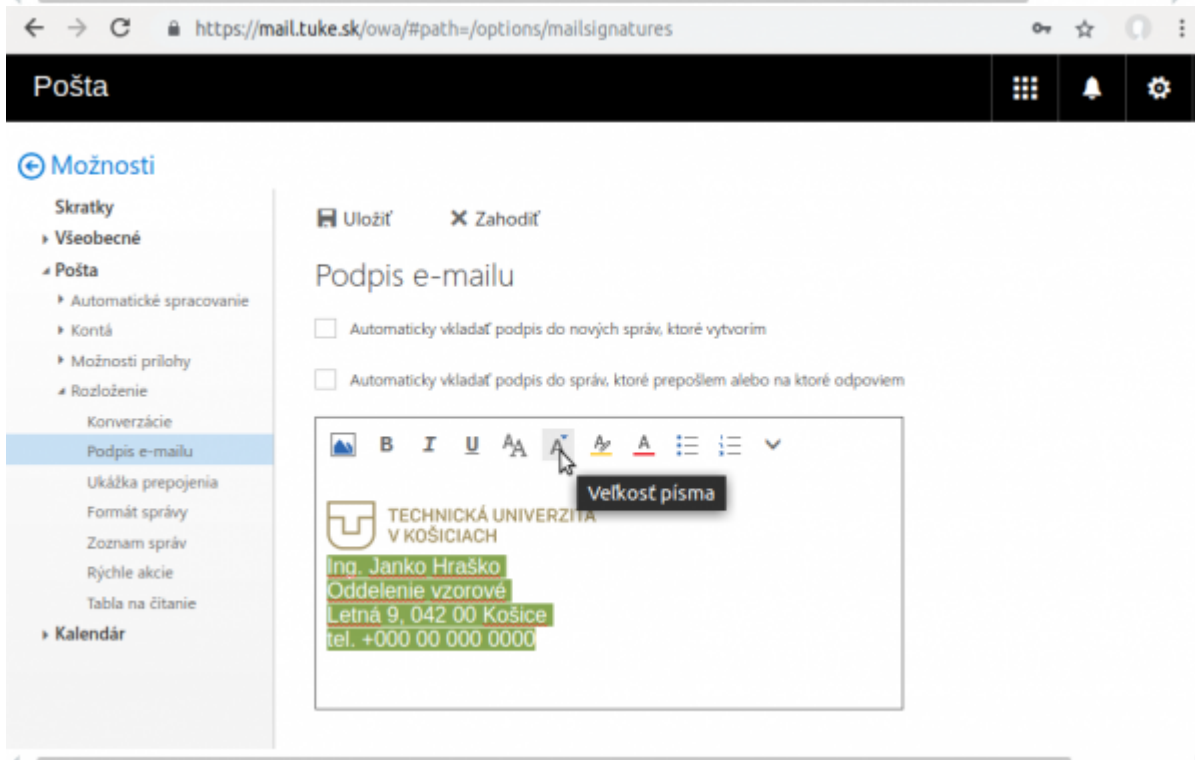 https://mail.tuke.sk/owa/#path=/options/mailsignatures
Pošta
Možnosti
Skratky
Všeobecné
Pošta
Automatické spracovanie
Kontá
Možnosti prílohy
Rozloženie
Konverzácie
Podpis e-mailu
Ukážka prepojenia
Formát správy
Zoznam správ
Rýchle akcie
Tabla na čítanie
Kalendár
Uložiť Zahodiť
Podpis e-mailu
Automaticky vkladať podpis do nových správ, ktoré vytvorím
Automaticky vkladať podpis do správ, ktoré prepošlem alebo na ktoré odpoviem
B I U AA A A A
Veľkosť písma
TECHNICKÁ UNIVERZITA
V KOŠICIACH
Ing. Janko Hraško
Oddelenie vzorové
Letná 9, 042 00 Košice
tel. +000 00 000 0000